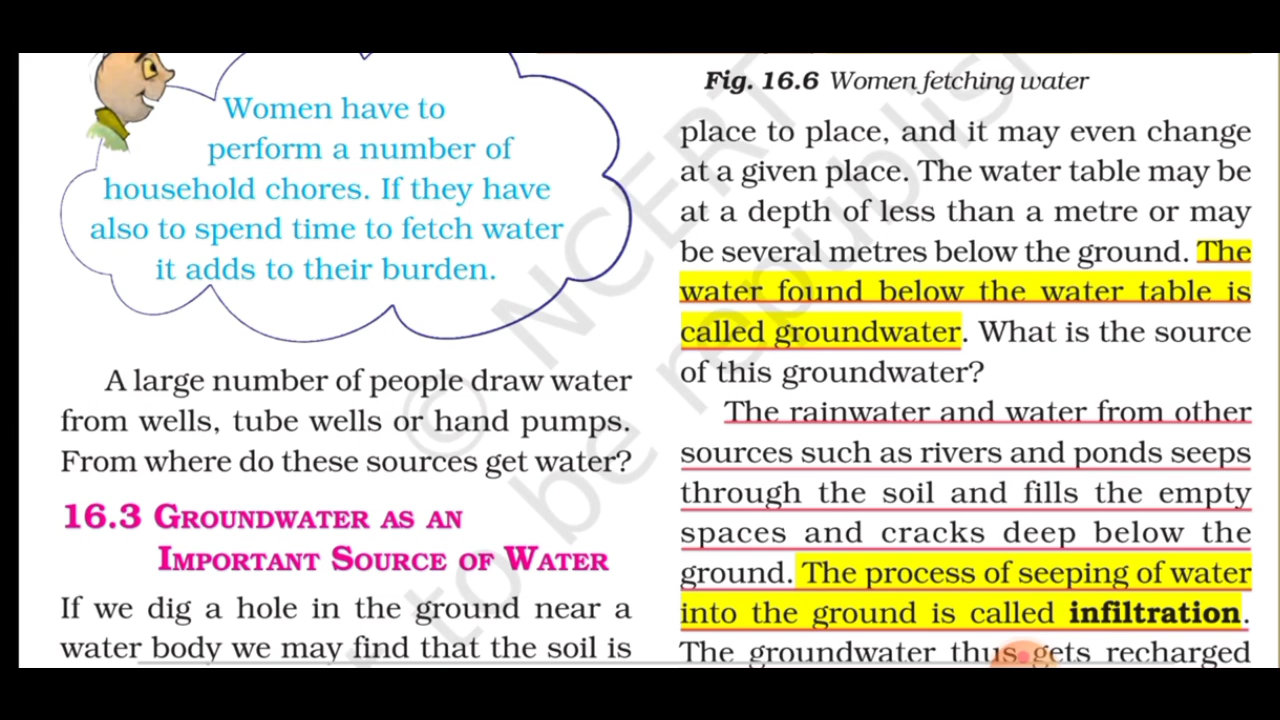 Women have to
perform a number of
household chores. If they have
also to spend time to fetch water
it adds to their burden.
A large number of people draw water
from wells, tube wells or hand pumps.
From where do these sources get water?
16.3 GROUNDWATER AS AN
IMPORTANT SOURCE OF WATER
If we dig a hole in the ground near a
water body we may find that the soil is
Fig. 16.6 Women fetching water
place to place, and it may even change
at a given place. The water table may be
at a depth of less than a metre or may
be several metres below the ground. The
water found below the water table is
called groundwater. What is the source
of this groundwater?
The rainwater and water from other
sources such as rivers and ponds seeps
through the soil and fills the empty
spaces and cracks deep below the
ground. The process of seeping of water
into the ground is called infiltration.
The groundwater thus gets recharged
© NCERT
to be republis